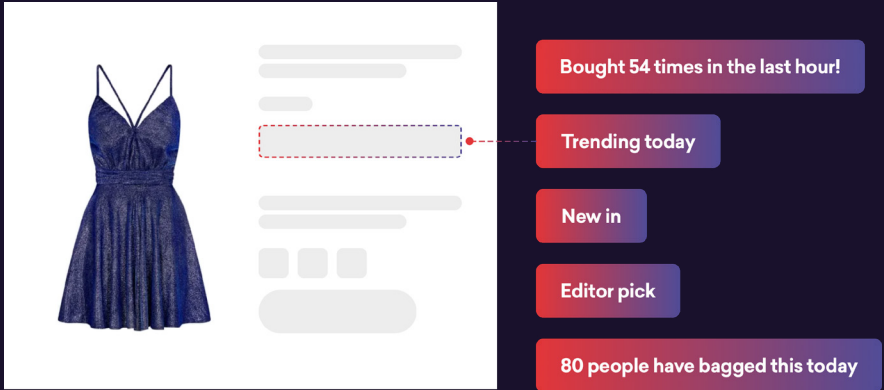 Bought 54 times in the last hour!
Trending today
New in
Editor pick
80 people have bagged this today